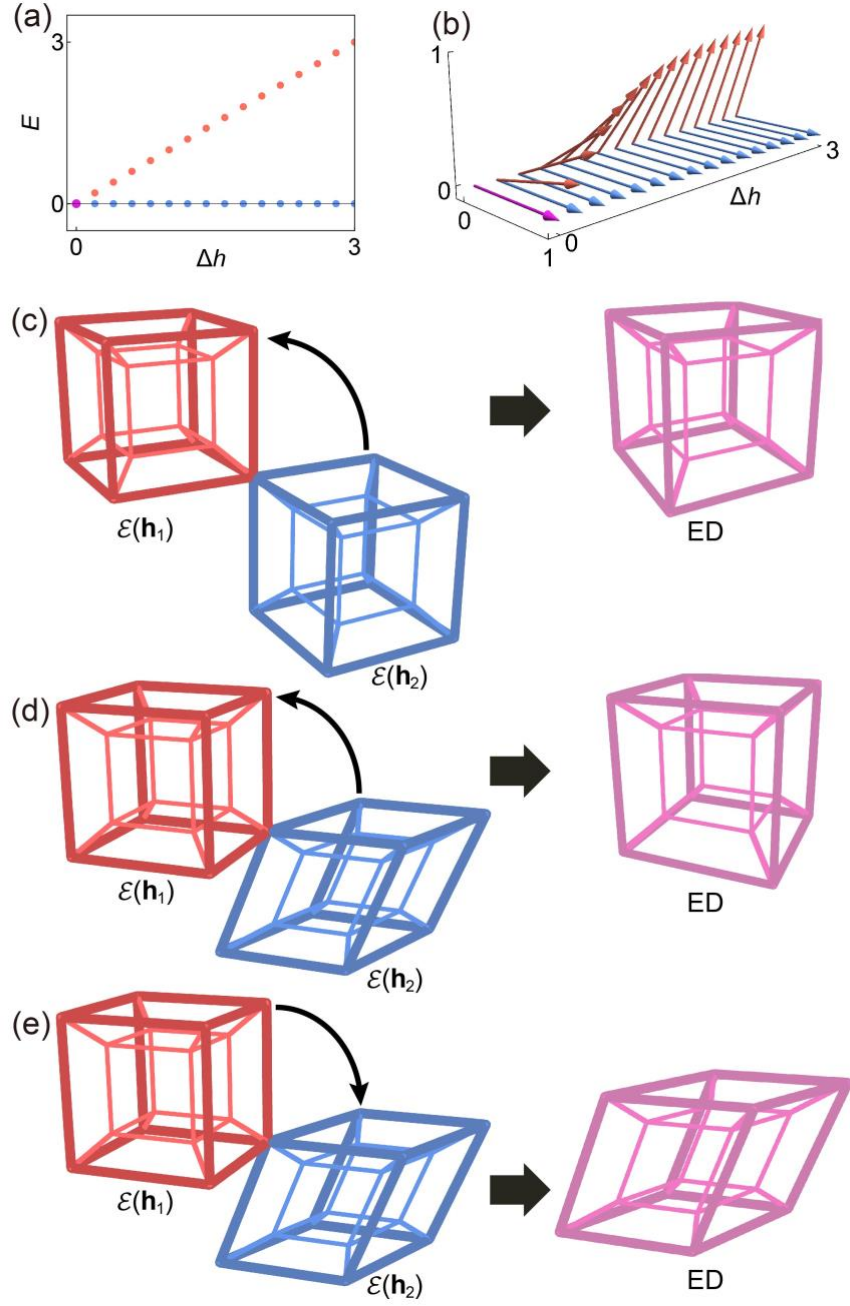 (a)
3
E
0
0
Δh
3
(b)
1
0
0
1
0
Δh
3
(c)
ℰ(h₁)
ℰ(h₂)
ED
(d)
ℰ(h₁)
ℰ(h₂)
ED
(e)
ℰ(h₁)
ℰ(h₂)
ED